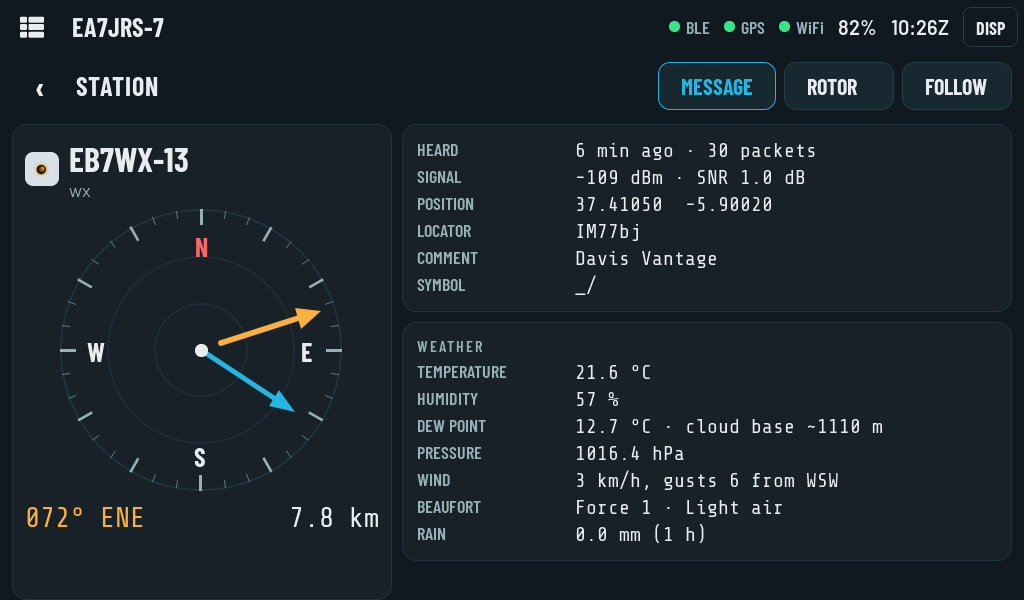 EA7JRS-7
BLE GPS WiFi 82% 10:26Z DISP
‹ STATION MESSAGE ROTOR FOLLOW
EB7WX-13
WX
N
W E
S
072° ENE 7.8 km
HEARD 6 min ago · 30 packets
SIGNAL -109 dBm · SNR 1.0 dB
POSITION 37.41050 -5.90020
LOCATOR IM77bj
COMMENT Davis Vantage
SYMBOL _/
WEATHER
TEMPERATURE 21.6 °C
HUMIDITY 57 %
DEW POINT 12.7 °C · cloud base ~1110 m
PRESSURE 1016.4 hPa
WIND 3 km/h, gusts 6 from WSW
BEAUFORT Force 1 · Light air
RAIN 0.0 mm (1 h)